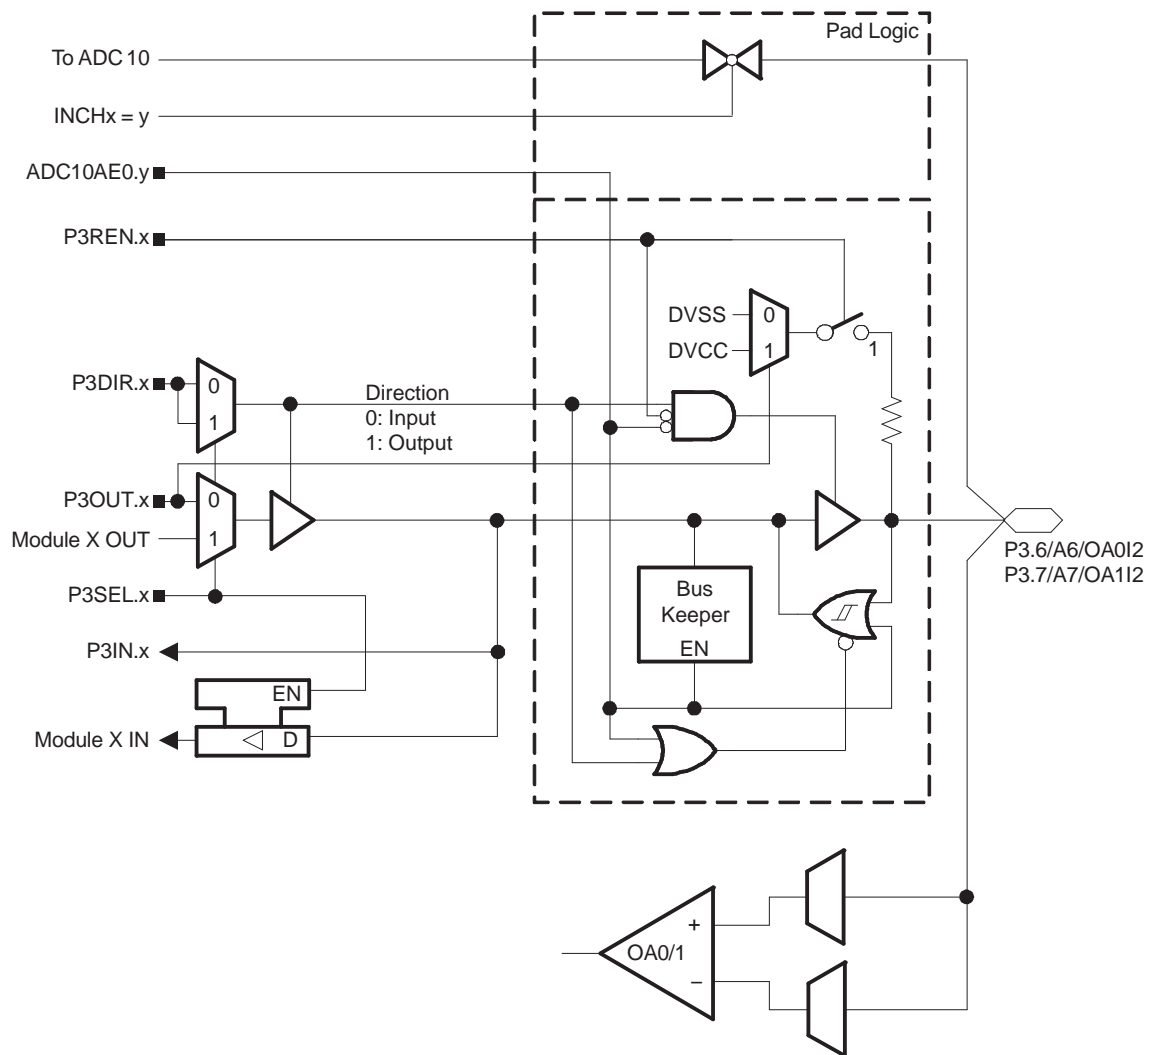 Pad Logic
To ADC 10
INCHx = y
ADC10AE0.y
P3REN.x
DVSS
0
DVCC
1
1
P3DIR.x
0
1
Direction
0: Input
1: Output
P3OUT.x
0
Module X OUT
1
P3SEL.x
P3.6/A6/OA0I2
P3.7/A7/OA1I2
Bus
Keeper
EN
P3IN.x
EN
Module X IN
D
+
OA0/1
−